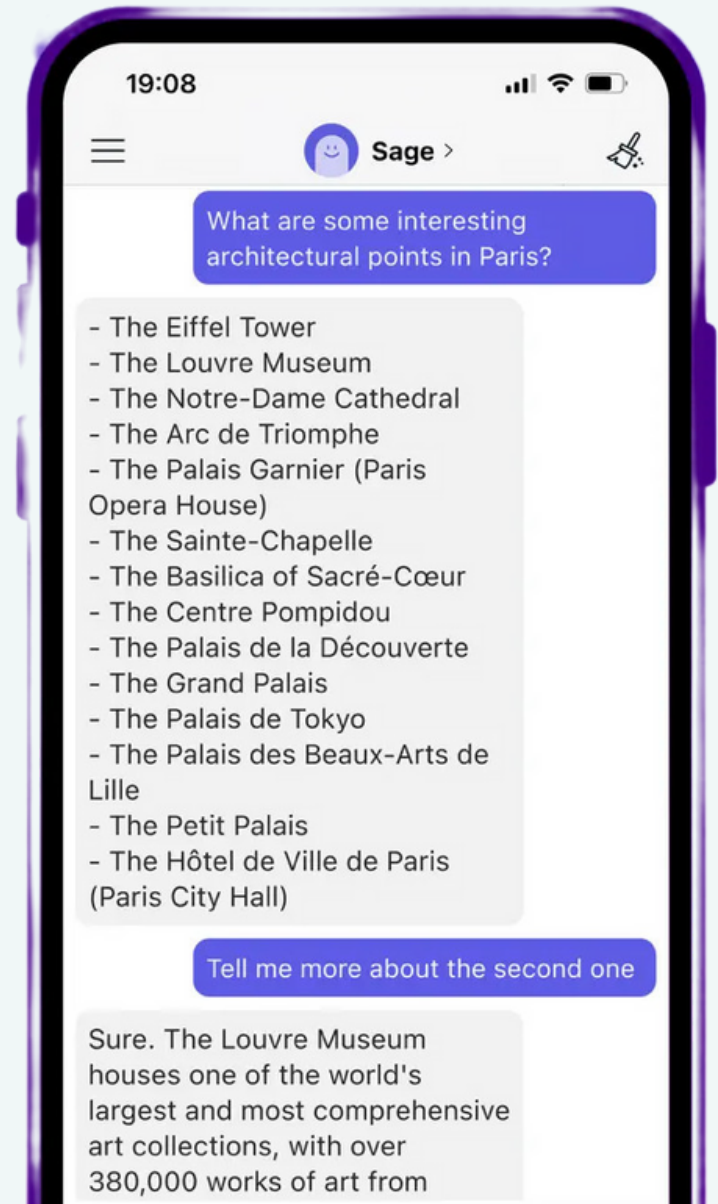 19:08
Sage >
What are some interesting
architectural points in Paris?
- The Eiffel Tower
- The Louvre Museum
- The Notre-Dame Cathedral
- The Arc de Triomphe
- The Palais Garnier (Paris
Opera House)
- The Sainte-Chapelle
- The Basilica of Sacré-Cœur
- The Centre Pompidou
- The Palais de la Découverte
- The Grand Palais
- The Palais de Tokyo
- The Palais des Beaux-Arts de
Lille
- The Petit Palais
- The Hôtel de Ville de Paris
(Paris City Hall)
Tell me more about the second one
Sure. The Louvre Museum
houses one of the world's
largest and most comprehensive
art collections, with over
380,000 works of art from